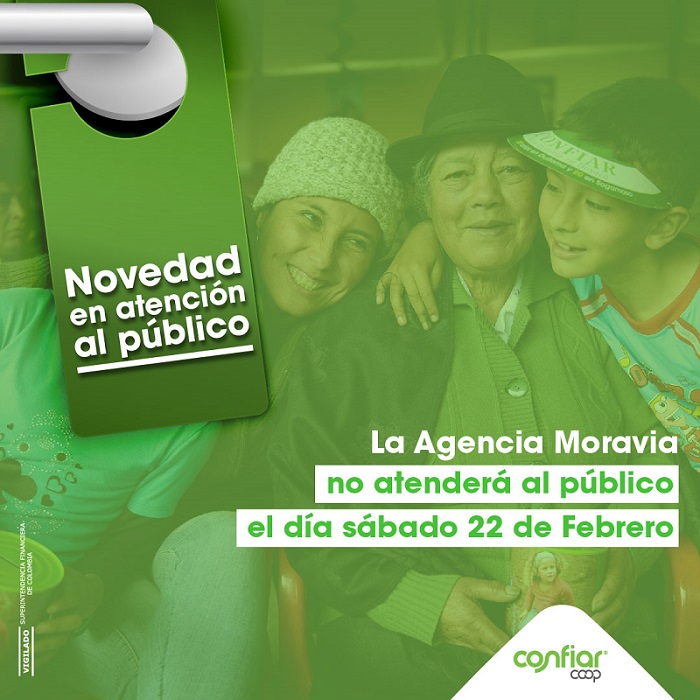 Novedad
en atención
al público
CONFIAR
La Agencia Moravia
no atenderá al público
el día sábado 22 de Febrero
VIGILADO
SUPERINTENDENCIA FINANCIERA
DE COLOMBIA
confiar®
coop